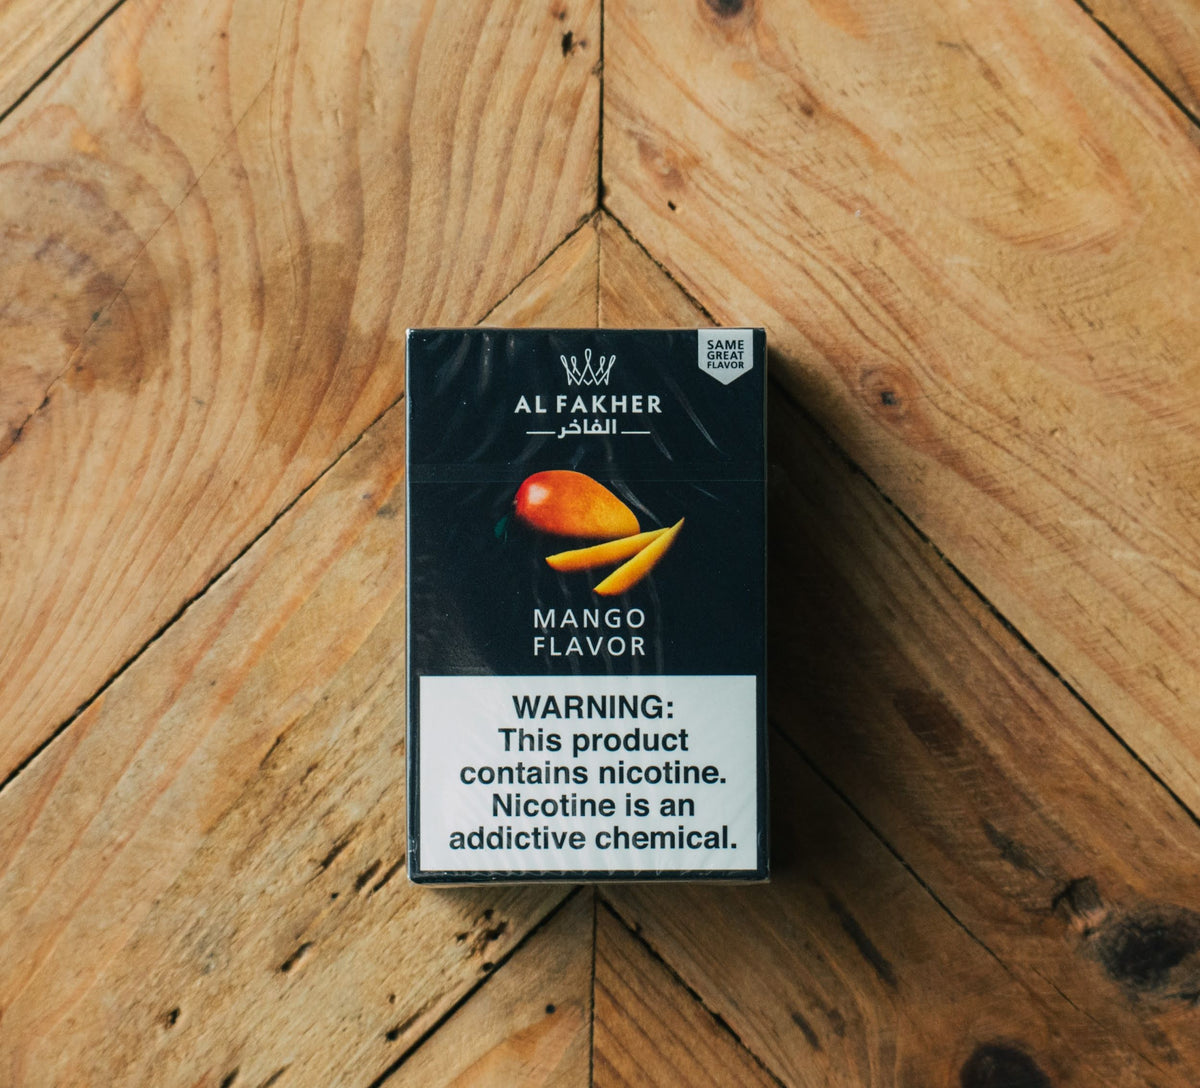 SAME
GREAT
FLAVOR
AL FAKHER
الفاخر
MANGO
FLAVOR
WARNING:
This product
contains nicotine.
Nicotine is an
addictive chemical.